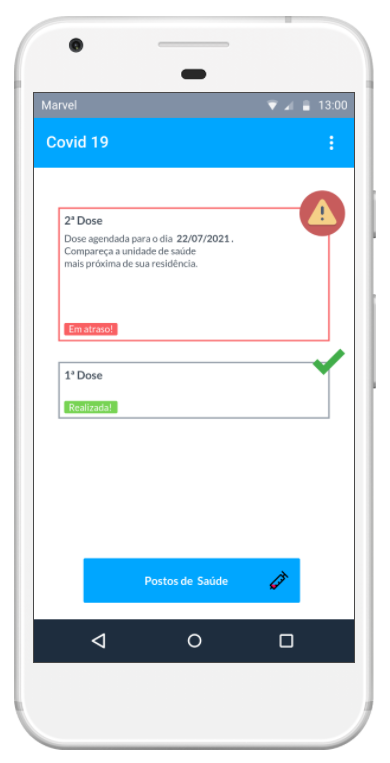 Marvel
13:00
Covid 19
2ª Dose
Dose agendada para o dia 22/07/2021.
Compareça a unidade de saúde
mais próxima de sua residência.
Em atraso!
1ª Dose
Realizada!
Postos de Saúde